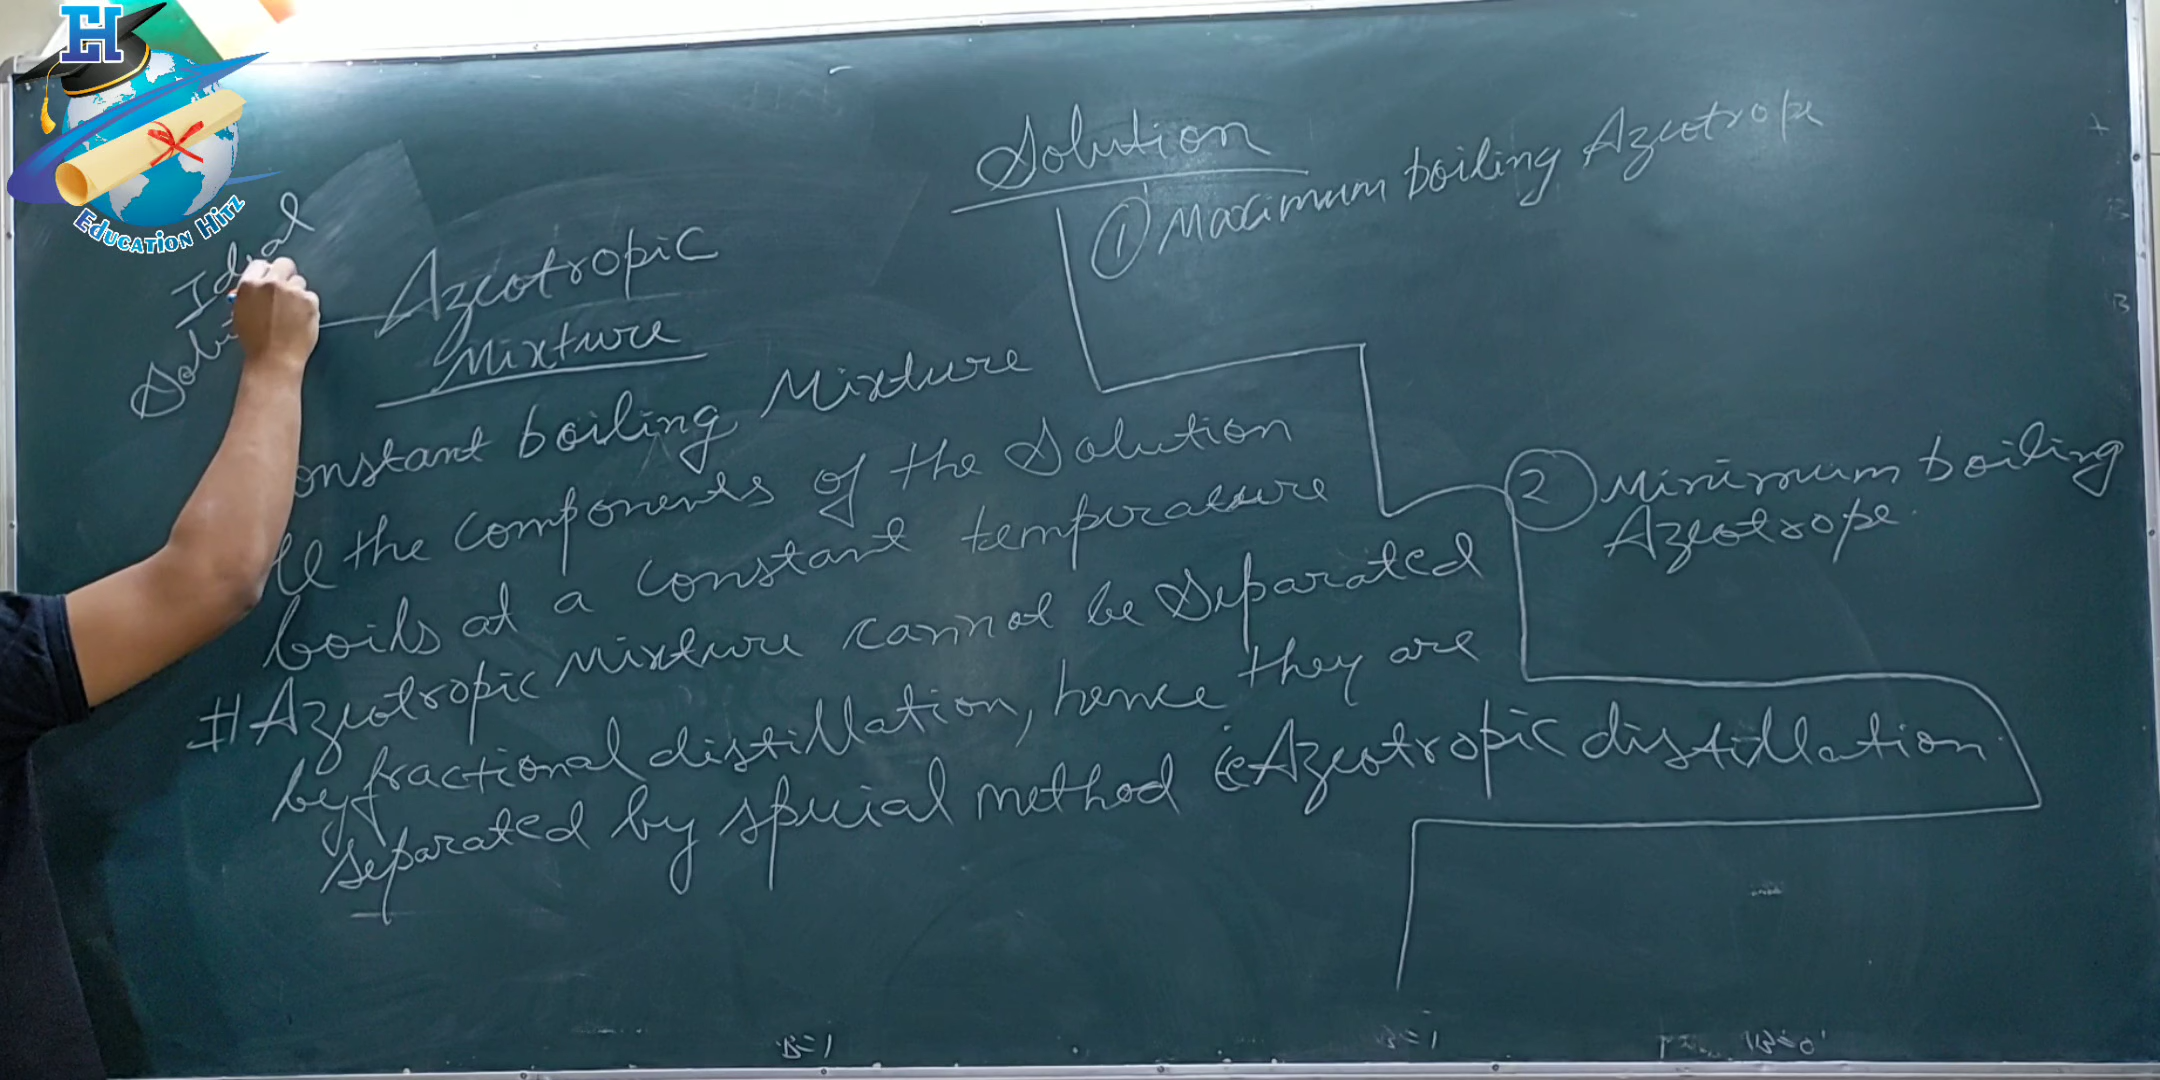 H
EDUCATION HITZ
Solution
① Maximum boiling Azeotrope
Ideal
Azeotropic
Mixture
onstant boiling Mixture
ll the components of the Solution
boils at a constant temperature
# Azeotropic Mixture cannot be separated
by fractional distillation, hence they are
separated by special method ie Azeotropic distillation
② Minimum boiling
Azeotrope.
B=1